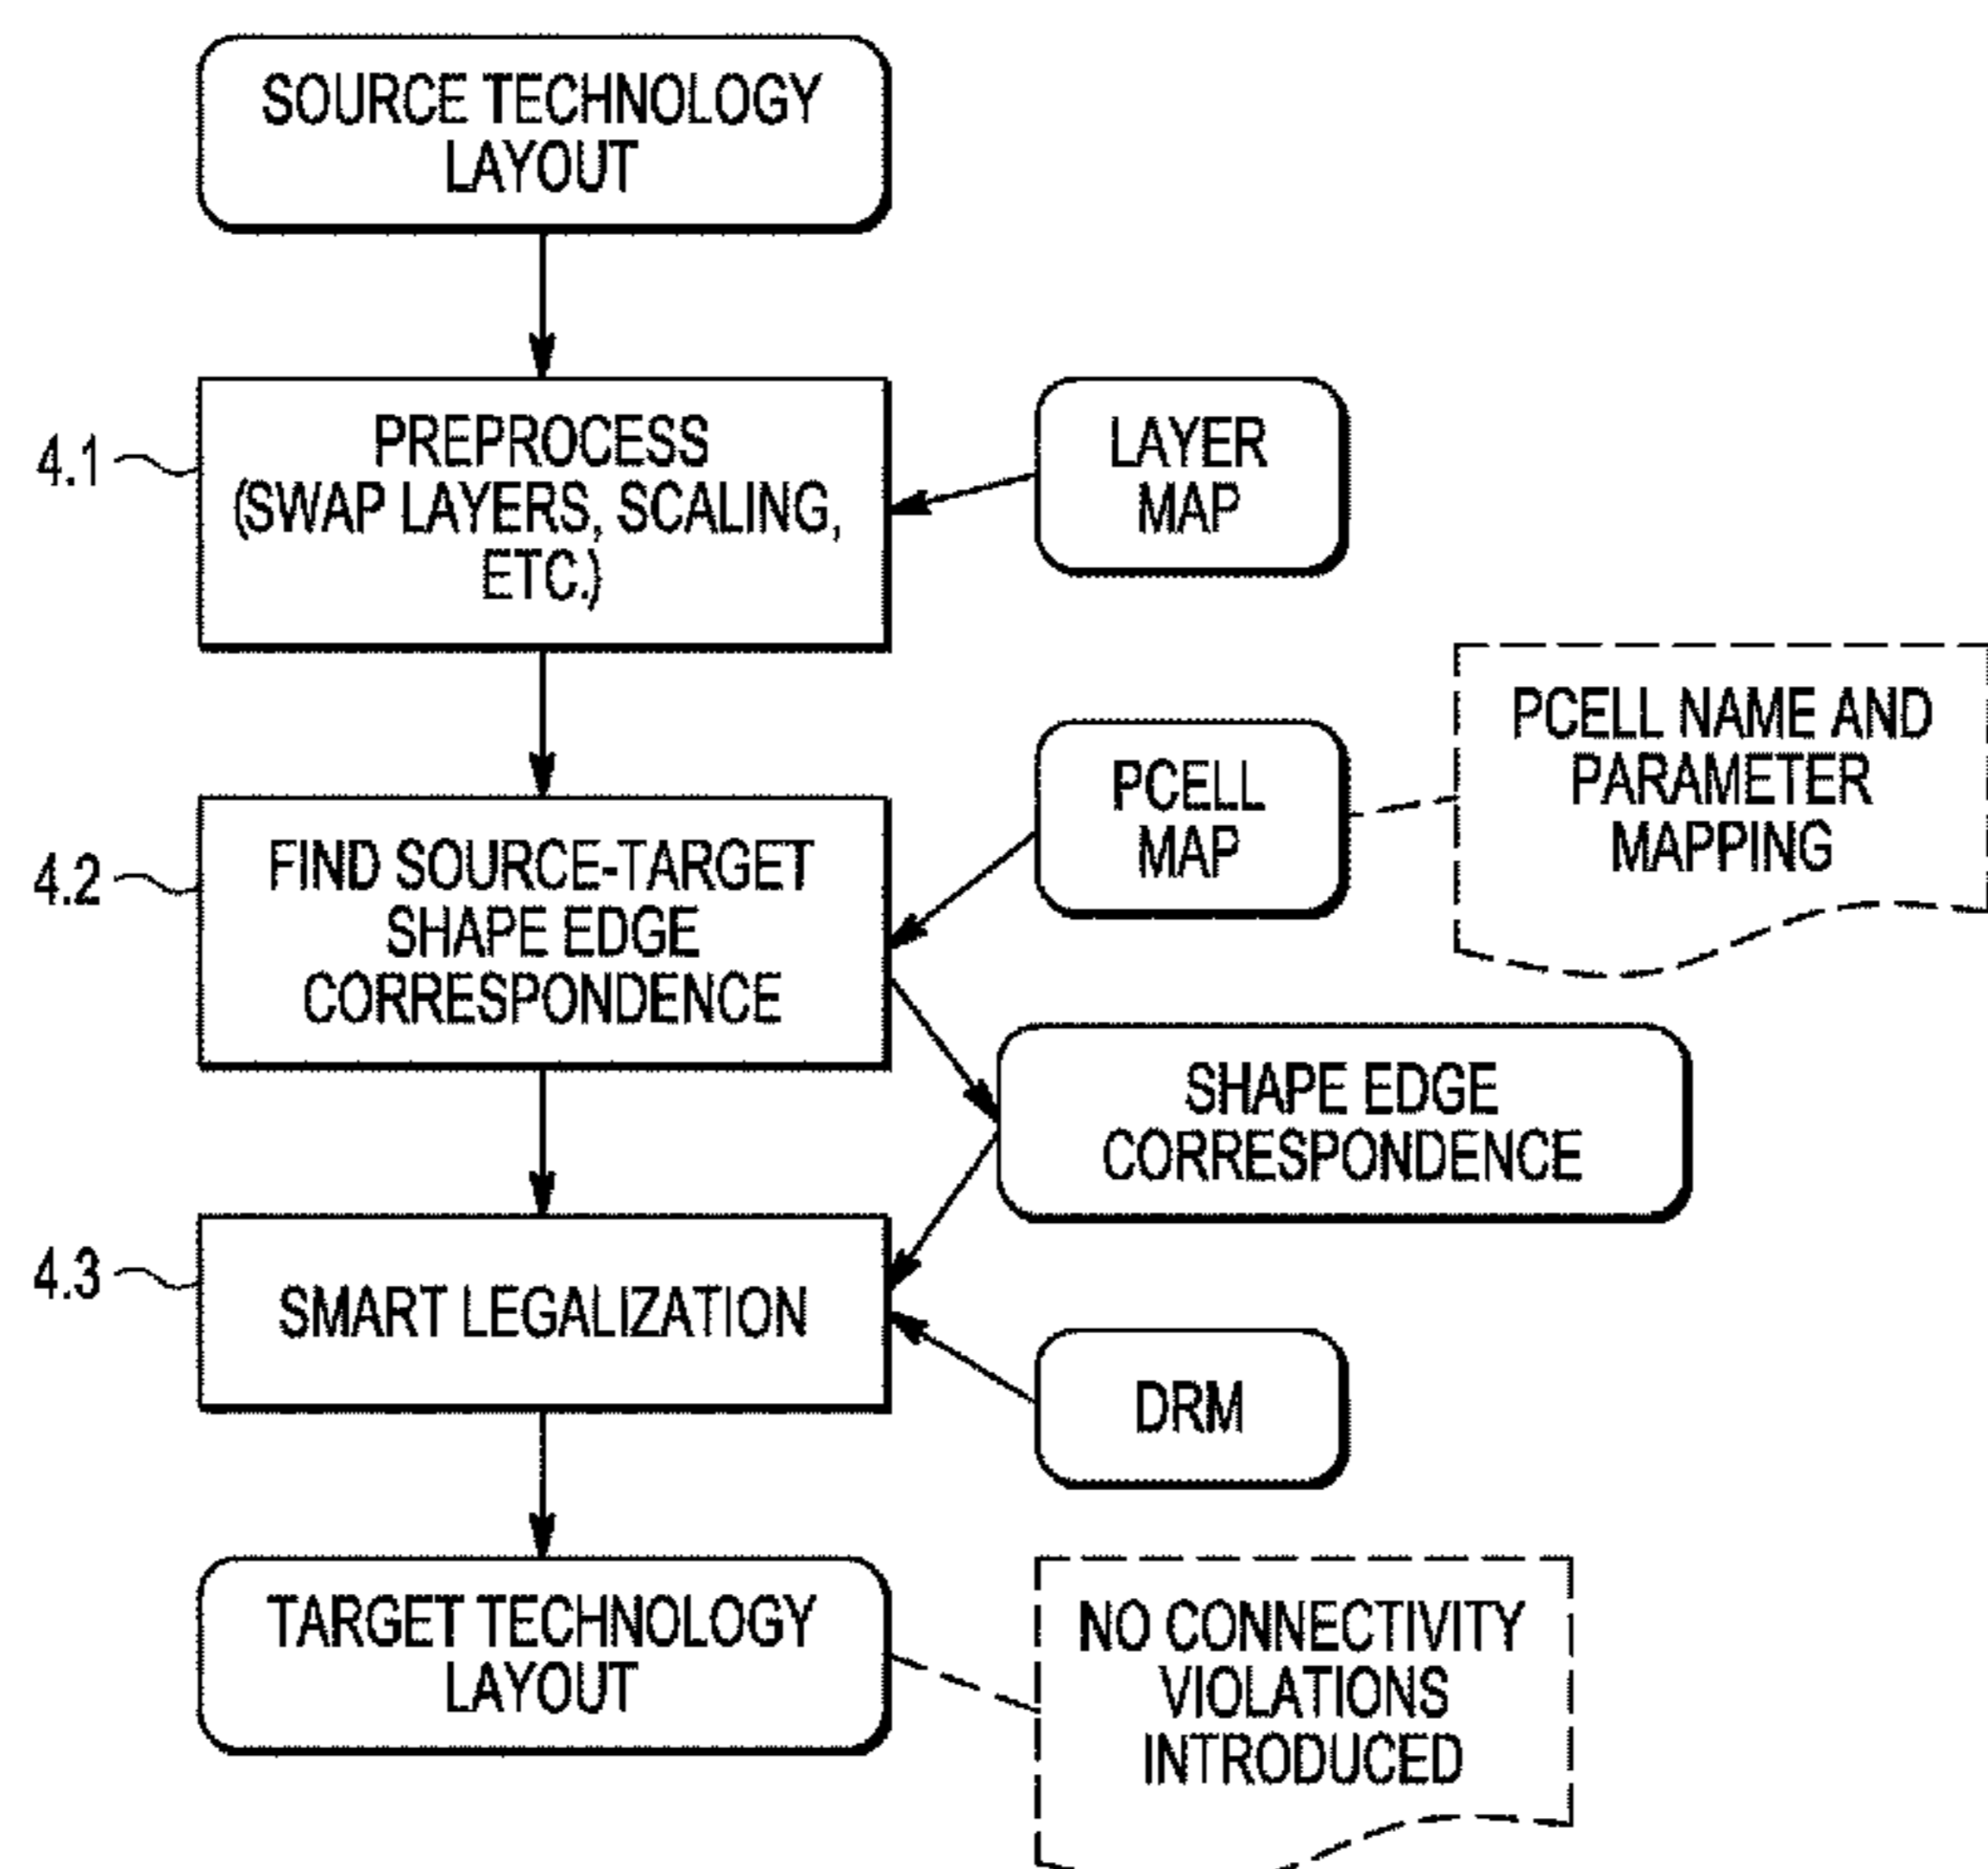 SOURCE TECHNOLOGY
LAYOUT
4.1
PREPROCESS
(SWAP LAYERS, SCALING,
ETC.)
LAYER
MAP
PCELL
MAP
PCELL NAME AND
PARAMETER
MAPPING
4.2
FIND SOURCE-TARGET
SHAPE EDGE
CORRESPONDENCE
SHAPE EDGE
CORRESPONDENCE
4.3
SMART LEGALIZATION
DRM
TARGET TECHNOLOGY
LAYOUT
NO CONNECTIVITY
VIOLATIONS
INTRODUCED